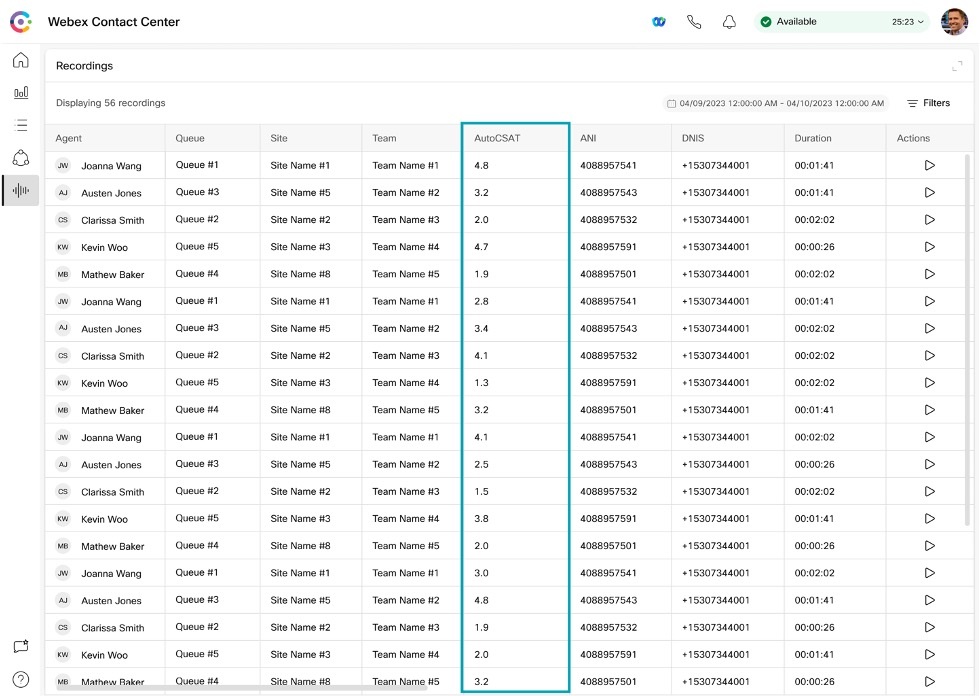 Webex Contact Center Available 25:23
Recordings
Displaying 56 recordings 04/09/2023 12:00:00 AM - 04/10/2023 12:00:00 AM Filters
Agent Queue Site Team AutoCSAT ANI DNIS Duration Actions
JW Joanna Wang Queue #1 Site Name #1 Team Name #1 4.8 4088957541 +15307344001 00:01:41
AJ Austen Jones Queue #3 Site Name #5 Team Name #2 3.2 4088957543 +15307344001 00:01:41
CS Clarissa Smith Queue #2 Site Name #2 Team Name #3 2.0 4088957532 +15307344001 00:02:02
KW Kevin Woo Queue #5 Site Name #3 Team Name #4 4.7 4088957591 +15307344001 00:00:26
MB Mathew Baker Queue #4 Site Name #8 Team Name #5 1.9 4088957501 +15307344001 00:02:02
JW Joanna Wang Queue #1 Site Name #1 Team Name #1 2.8 4088957541 +15307344001 00:01:41
AJ Austen Jones Queue #3 Site Name #5 Team Name #2 3.4 4088957543 +15307344001 00:02:02
CS Clarissa Smith Queue #2 Site Name #2 Team Name #3 4.1 4088957532 +15307344001 00:02:02
KW Kevin Woo Queue #5 Site Name #3 Team Name #4 1.3 4088957591 +15307344001 00:02:02
MB Mathew Baker Queue #4 Site Name #8 Team Name #5 3.2 4088957501 +15307344001 00:01:41
JW Joanna Wang Queue #1 Site Name #1 Team Name #1 4.1 4088957541 +15307344001 00:02:02
AJ Austen Jones Queue #3 Site Name #5 Team Name #2 2.5 4088957543 +15307344001 00:00:26
CS Clarissa Smith Queue #2 Site Name #2 Team Name #3 1.5 4088957532 +15307344001 00:02:02
KW Kevin Woo Queue #5 Site Name #3 Team Name #4 3.8 4088957591 +15307344001 00:01:41
MB Mathew Baker Queue #4 Site Name #8 Team Name #5 2.0 4088957501 +15307344001 00:00:26
JW Joanna Wang Queue #1 Site Name #1 Team Name #1 3.0 4088957541 +15307344001 00:02:02
AJ Austen Jones Queue #3 Site Name #5 Team Name #2 4.8 4088957543 +15307344001 00:01:41
CS Clarissa Smith Queue #2 Site Name #2 Team Name #3 1.9 4088957532 +15307344001 00:00:26
KW Kevin Woo Queue #5 Site Name #3 Team Name #4 2.0 4088957591 +15307344001 00:01:41
MB Mathew Baker Queue #4 Site Name #8 Team Name #5 3.2 4088957501 +15307344001 00:00:26